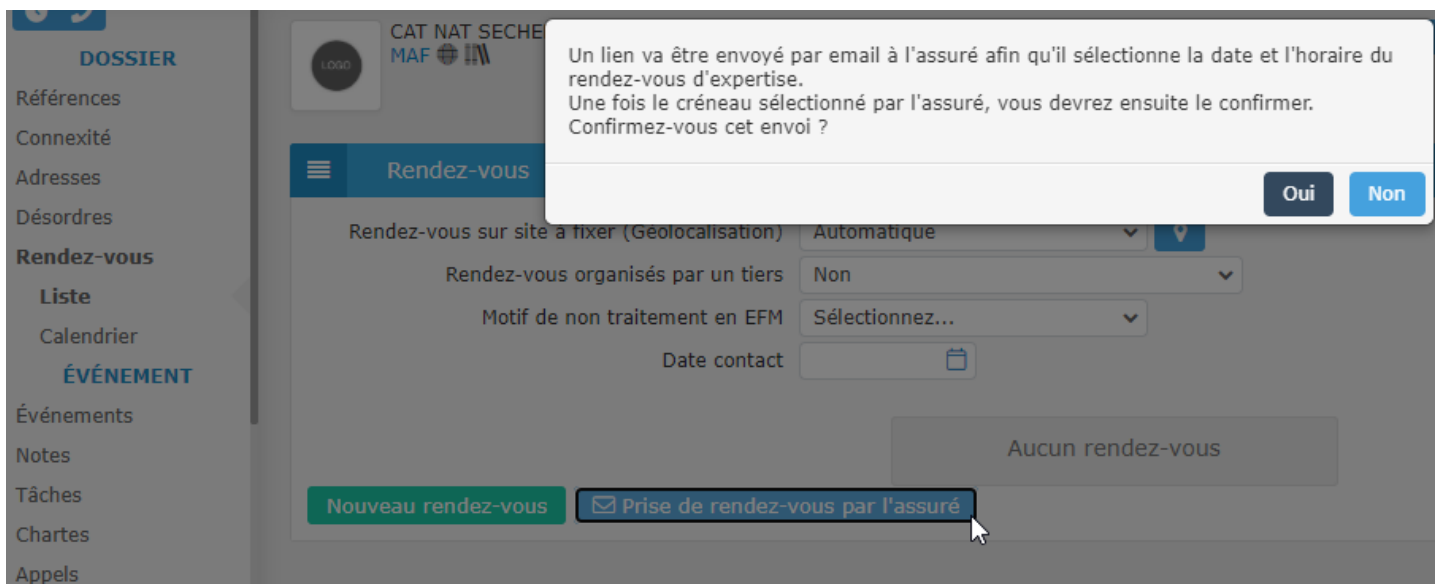 DOSSIER
Références
Connexité
Adresses
Désordres
Rendez-vous
Liste
Calendrier
ÉVÉNEMENT
Événements
Notes
Tâches
Chartes
Appels
LOGO
CAT NAT SECHE
MAF
Un lien va être envoyé par email à l'assuré afin qu'il sélectionne la date et l'horaire du
rendez-vous d'expertise.
Une fois le créneau sélectionné par l'assuré, vous devrez ensuite le confirmer.
Confirmez-vous cet envoi ?
Oui Non
Rendez-vous
Rendez-vous sur site à fixer (Géolocalisation) Automatique
Rendez-vous organisés par un tiers Non
Motif de non traitement en EFM Sélectionnez...
Date contact
Aucun rendez-vous
Nouveau rendez-vous Prise de rendez-vous par l'assuré